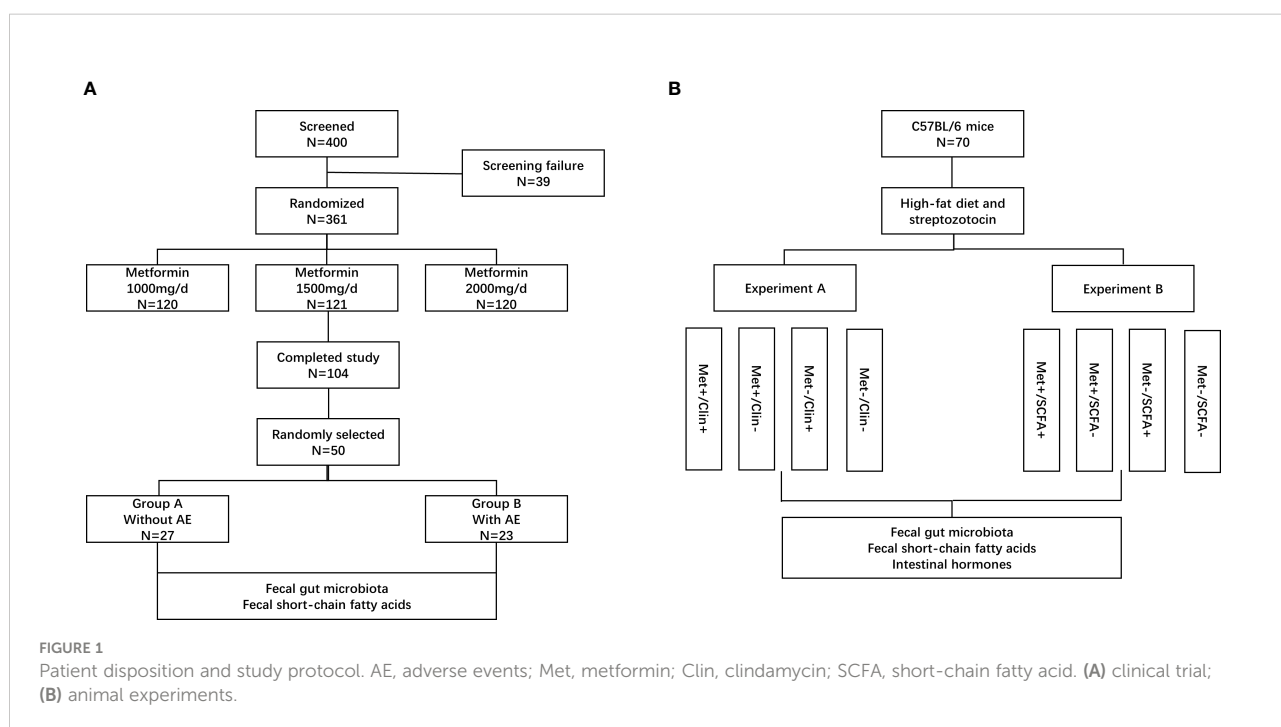 A
Screened
N=400
Screening failure
N=39
Randomized
N=361
Metformin
1000mg/d
N=120
Metformin
1500mg/d
N=121
Metformin
2000mg/d
N=120
Completed study
N=104
Randomly selected
N=50
Group A
Without AE
N=27
Group B
With AE
N=23
Fecal gut microbiota
Fecal short-chain fatty acids
B
C57BL/6 mice
N=70
High-fat diet and
streptozotocin
Experiment A
Experiment B
Met+/Clin+
Met+/Clin-
Met-/Clin+
Met-/Clin-
Met+/SCFA+
Met+/SCFA-
Met-/SCFA+
Met-/SCFA-
Fecal gut microbiota
Fecal short-chain fatty acids
Intestinal hormones
FIGURE 1
Patient disposition and study protocol. AE, adverse events; Met, metformin; Clin, clindamycin; SCFA, short-chain fatty acid. (A) clinical trial;
(B) animal experiments.